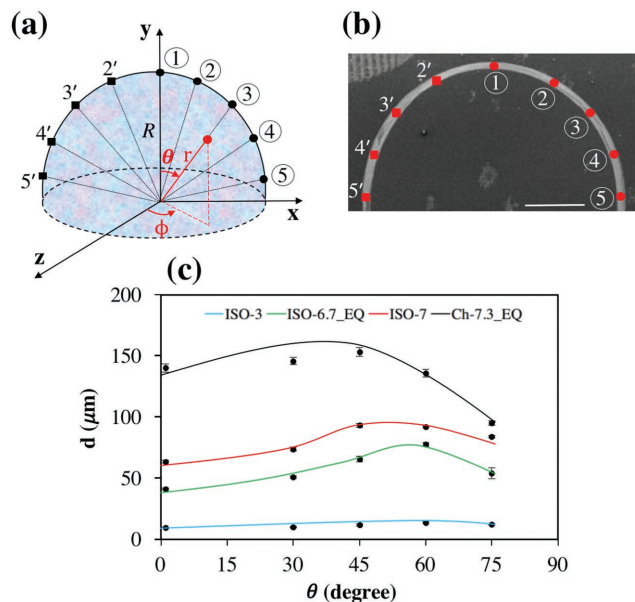 (a)
y
① ② ③ ④ ⑤
2′ 3′ 4′ 5′
R
θ r
ϕ
x
z
(b)
① ② ③ ④ ⑤
2′ 3′ 4′ 5′
(c)
ISO-3 ISO-6.7_EQ ISO-7 Ch-7.3_EQ
d (μm)
200
150
100
50
0
0 15 30 45 60 75 90
θ (degree)